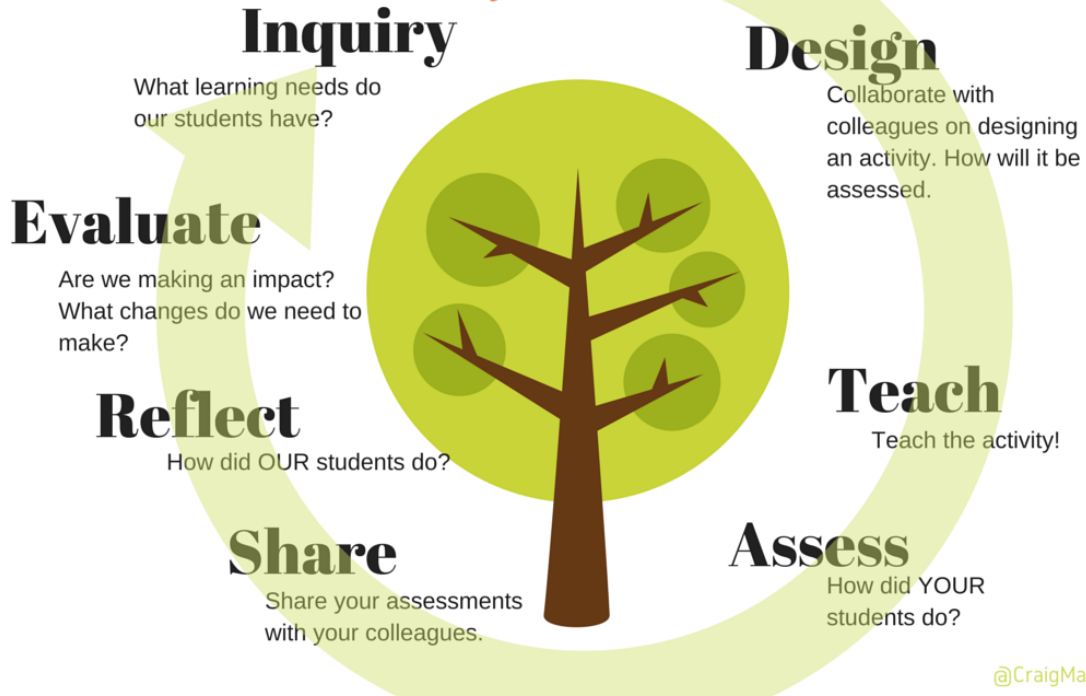 Inquiry
What learning needs do
our students have?
Design
Collaborate with
colleagues on designing
an activity. How will it be
assessed.
Teach
Teach the activity!
Assess
How did YOUR
students do?
Share
Share your assessments
with your colleagues.
Reflect
How did OUR students do?
Evaluate
Are we making an impact?
What changes do we need to
make?
@CraigMa